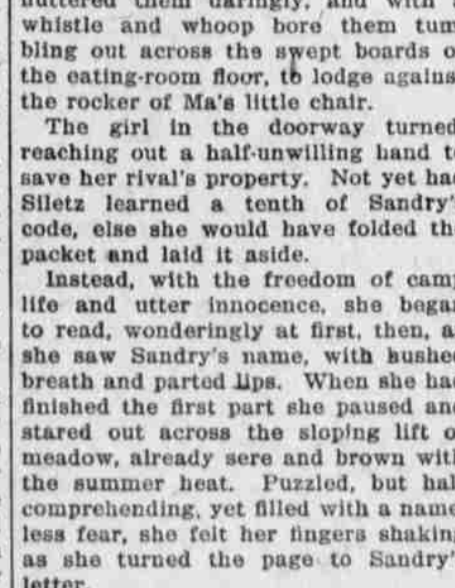 fluttered them daringly, and with a
whistle and whoop bore them tum
bling out across the swept boards o
the eating-room floor, to lodge agains
the rocker of Ma's little chair.
The girl in the doorway turned
reaching out a half-unwilling hand t
save her rival's property. Not yet ha
Siletz learned a tenth of Sandry'
code, else she would have folded th
packet and laid it aside.
Instead, with the freedom of cam
life and utter innocence, she bega
to read, wonderingly at first, then, a
she saw Sandry's name, with hushe
breath and parted lips. When she ha
finished the first part she paused an
stared out across the sloping lift o
meadow, already sere and brown wit
the summer heat. Puzzled, but hal
comprehending, yet filled with a name
less fear, she felt her fingers shakin
as she turned the page to Sandry'
letter.